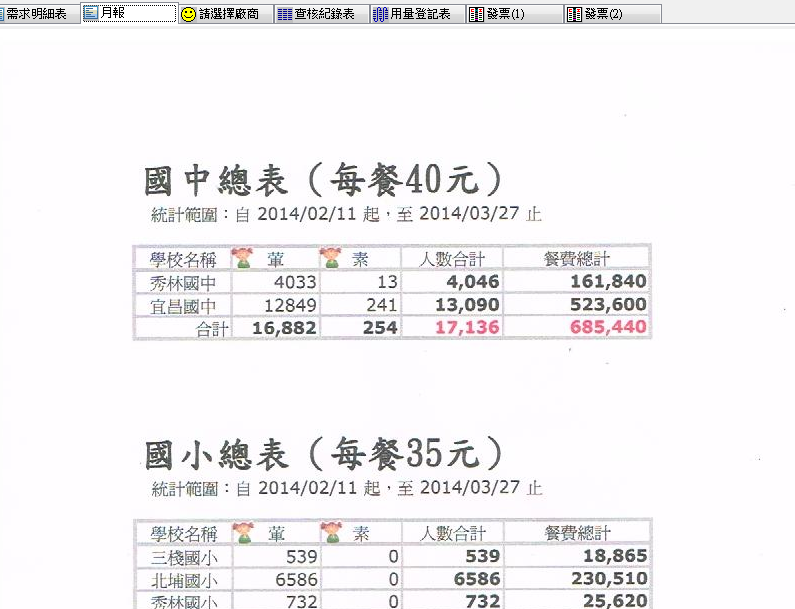 需求明細表 月報 請選擇廠商 查核紀錄表 用量登記表 發票(1) 發票(2)
國中總表（每餐40元）
統計範圍：自 2014/02/11 起，至 2014/03/27 止
學校名稱 葷 素 人數合計 餐費總計
秀林國中 4033 13 4,046 161,840
宜昌國中 12849 241 13,090 523,600
合計 16,882 254 17,136 685,440
國小總表（每餐35元）
統計範圍：自 2014/02/11 起，至 2014/03/27 止
學校名稱 葷 素 人數合計 餐費總計
三棧國小 539 0 539 18,865
北埔國小 6586 0 6586 230,510
秀林國小 732 0 732 25,620